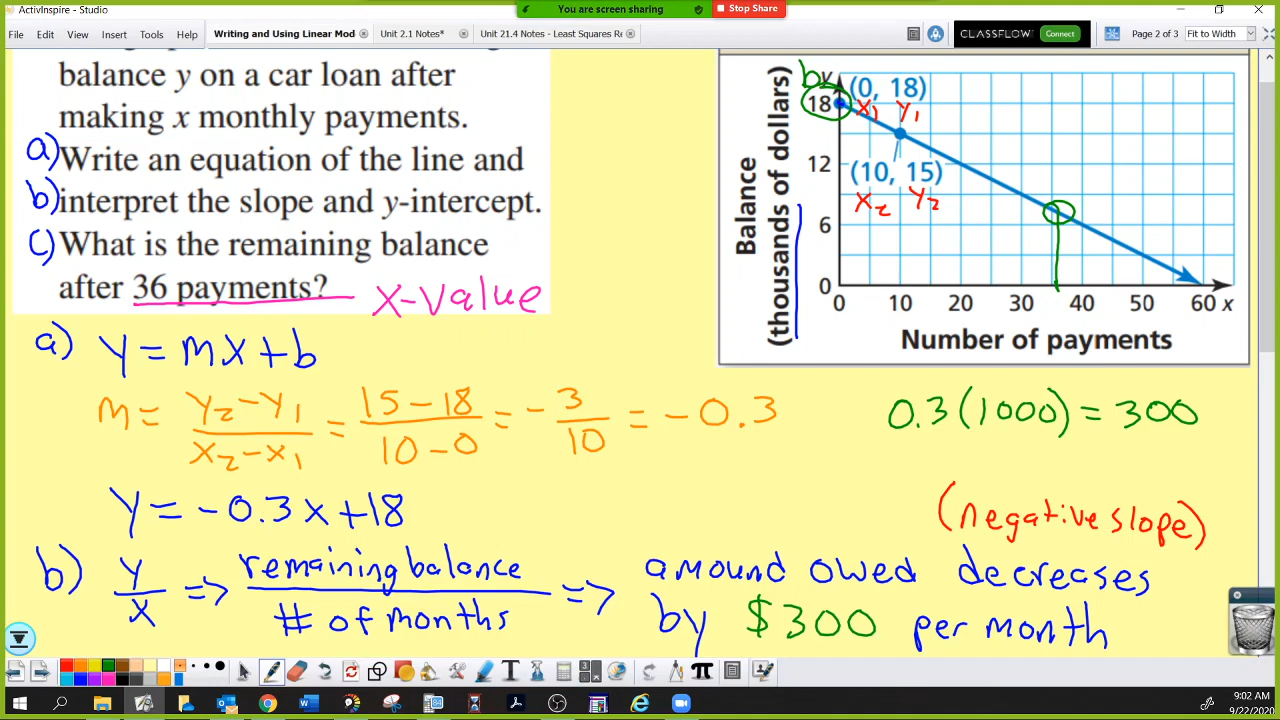 ActivInspire - Studio
You are screen sharing
Stop Share
File Edit View Insert Tools Help
Writing and Using Linear Mod
Unit 2.1 Notes*
Unit 21.4 Notes - Least Squares Re
CLASSFLOW Connect
Page 2 of 3
Fit to Width
balance y on a car loan after
making x monthly payments.
a) Write an equation of the line and
b) interpret the slope and y-intercept.
c) What is the remaining balance
after 36 payments?
x-value
Balance
(thousands of dollars)
b y
18
12
6
0
(0, 18)
x₁ y₁
(10, 15)
x₂ y₂
0 10 20 30 40 50 60 x
Number of payments
a) y = mx + b
m = y₂ - y₁ / x₂ - x₁ = 15 - 18 / 10 - 0 = - 3 / 10 = - 0.3
0.3 (1000) = 300
y = -0.3x + 18
(negative slope)
b) y / x => remaining balance / # of months => amound owed decreases
by $300 per month
9:02 AM
9/22/2020